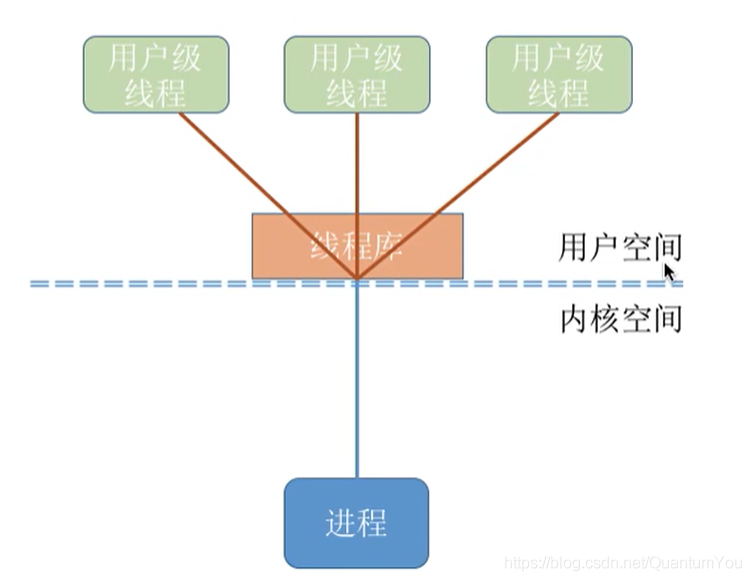 用户级
线程
用户级
线程
用户级
线程
线程库
用户空间
内核空间
进程
https://blog.csdn.net/QuantumYou